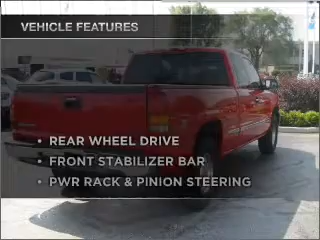 VEHICLE FEATURES
• REAR WHEEL DRIVE
• FRONT STABILIZER BAR
• PWR RACK & PINION STEERING